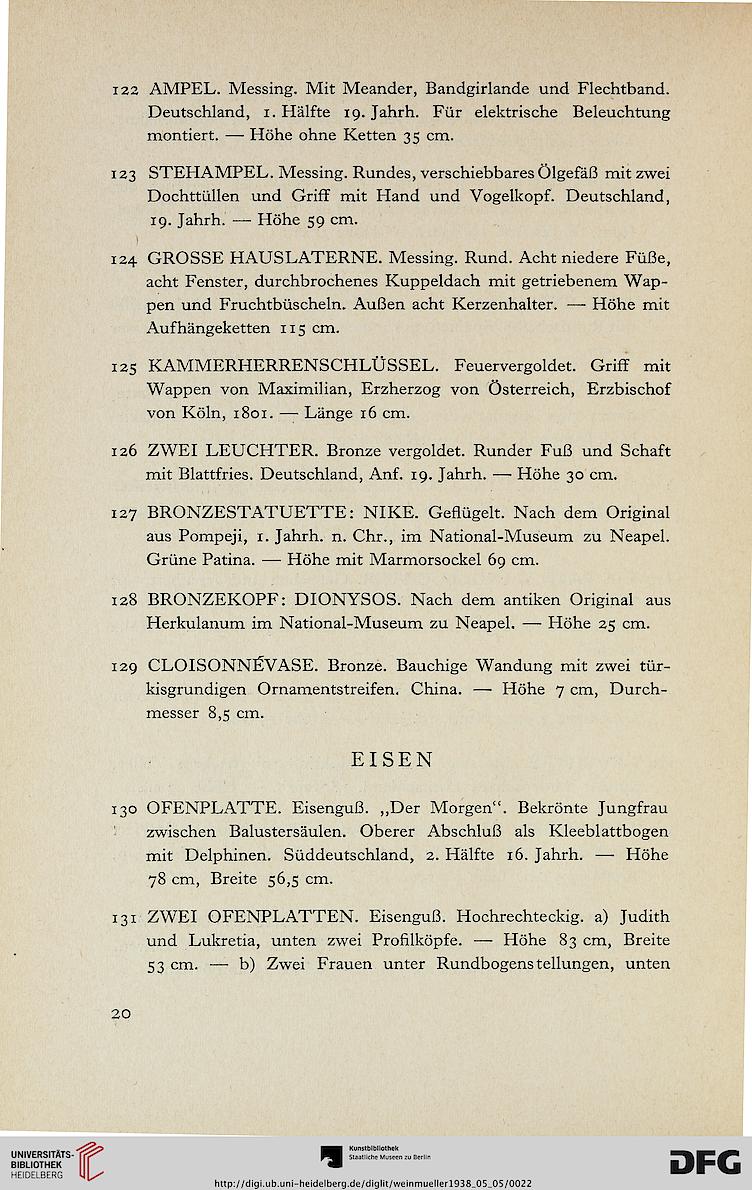 122 AMPEL. Messing. Mit Meander, Bandgirlande und Flechtband.
Deutschland, 1. Hälfte 19. Jahrh. Für elektrische Beleuchtung
montiert. — Höhe ohne Ketten 35 cm.
123 STEHAMPEL. Messing. Rundes, verschiebbares Ölgefäß mit zwei
Dochttüllen und Griff mit Hand und Vogelkopf. Deutschland,
19. Jahrh. — Höhe 59 cm.
124 GROSSE HAUSLATERNE. Messing. Rund. Acht niedere Füße,
acht Fenster, durchbrochenes Kuppeldach mit getriebenem Wap-
pen und Fruchtbüscheln. Außen acht Kerzenhalter. — Höhe mit
Aufhängeketten 115 cm.
125 KAMMERHERRENSCHLÜSSEL. Feuervergoldet. Griff mit
Wappen von Maximilian, Erzherzog von Österreich, Erzbischof
von Köln, 1801. — Länge 16 cm.
126 ZWEI LEUCHTER. Bronze vergoldet. Runder Fuß und Schaft
mit Blattfries. Deutschland, Anf. 19. Jahrh. — Höhe 30 cm.
127 BRONZESTATUETTE: NIKE. Geflügelt. Nach dem Original
aus Pompeji, 1. Jahrh. n. Chr., im National-Museum zu Neapel.
Grüne Patina. — Höhe mit Marmorsockel 69 cm.
128 BRONZEKOPF: DIONYSOS. Nach dem antiken Original aus
Herkulanum im National-Museum zu Neapel. — Höhe 25 cm.
129 CLOISONNÉVASE. Bronze. Bauchige Wandung mit zwei tür-
kisgrundigen Ornamentstreifen. China. — Höhe 7 cm, Durch-
messer 8,5 cm.
EISEN
130 OFENPLATTE. Eisenguß. „Der Morgen“. Bekrönte Jungfrau
zwischen Balustersäulen. Oberer Abschluß als Kleeblattbogen
mit Delphinen. Süddeutschland, 2. Hälfte 16. Jahrh. — Höhe
78 cm, Breite 56,5 cm.
131 ZWEI OFENPLATTEN. Eisenguß. Hochrechteckig. a) Judith
und Lukretia, unten zwei Profilköpfe. — Höhe 83 cm, Breite
53 cm. — b) Zwei Frauen unter Rundbogenstellungen, unten
20
UNIVERSITÄTS-
BIBLIOTHEK
HEIDELBERG
Kunstbibliothek
Staatliche Museen zu Berlin
DFG
http://digi.ub.uni-heidelberg.de/diglit/weinmueller1938_05_05/0022